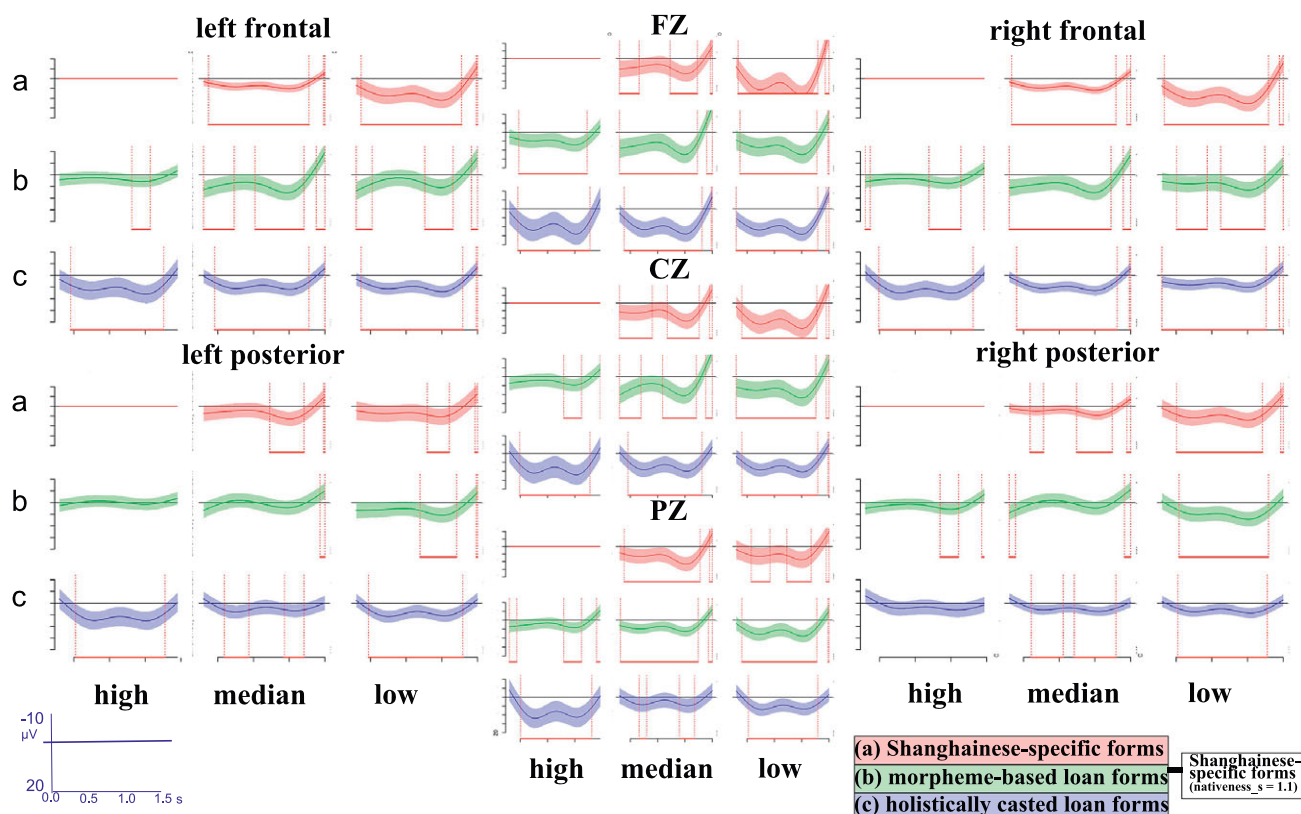 left frontal
FZ
right frontal
a
b
c
CZ
left posterior
right posterior
a
b
c
PZ
high median low
20
high median low
high median low
-10
μV
20
0.0 0.5 1.0 1.5 s
(a) Shanghainese-specific forms
(b) morpheme-based loan forms
(c) holistically casted loan forms
Shanghainese-
specific forms
(nativeness_s = 1.1)